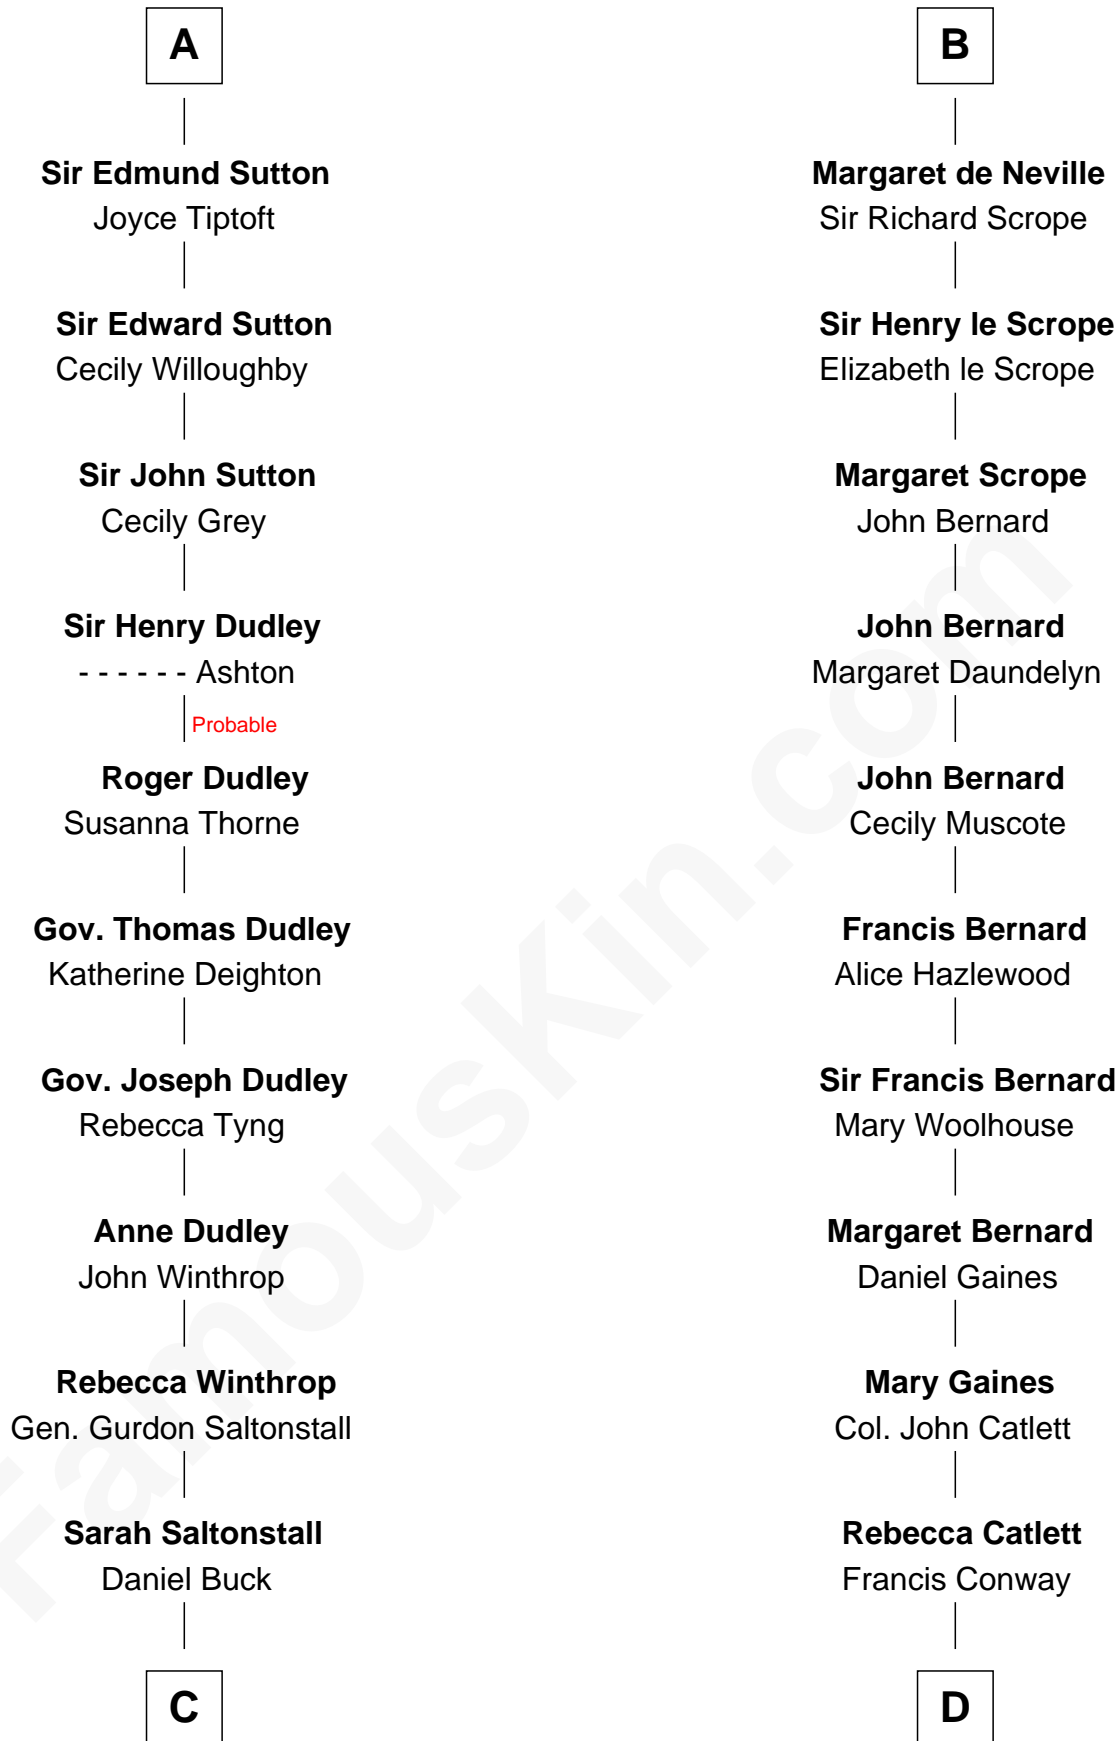 A
Sir Edmund Sutton
Joyce Tiptoft
Sir Edward Sutton
Cecily Willoughby
Sir John Sutton
Cecily Grey
Sir Henry Dudley
- - - - - - Ashton
Probable
Roger Dudley
Susanna Thorne
Gov. Thomas Dudley
Katherine Deighton
Gov. Joseph Dudley
Rebecca Tyng
Anne Dudley
John Winthrop
Rebecca Winthrop
Gen. Gurdon Saltonstall
Sarah Saltonstall
Daniel Buck
C
B
Margaret de Neville
Sir Richard Scrope
Sir Henry le Scrope
Elizabeth le Scrope
Margaret Scrope
John Bernard
John Bernard
Margaret Daundelyn
John Bernard
Cecily Muscote
Francis Bernard
Alice Hazlewood
Sir Francis Bernard
Mary Woolhouse
Margaret Bernard
Daniel Gaines
Mary Gaines
Col. John Catlett
Rebecca Catlett
Francis Conway
D
FamousKin.com